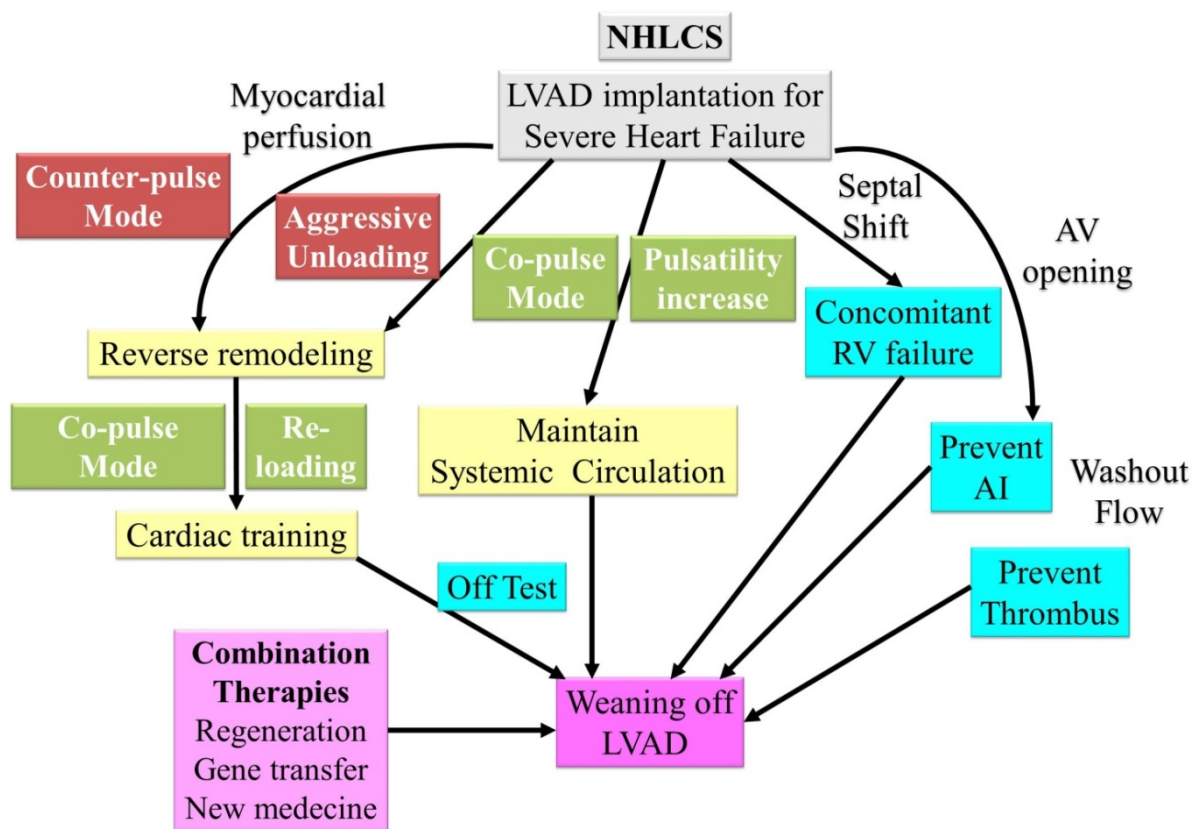 NHLCS
LVAD implantation for
Severe Heart Failure
Myocardial
perfusion
Counter-pulse
Mode
Aggressive
Unloading
Co-pulse
Mode
Pulsatility
increase
Septal
Shift
AV
opening
Concomitant
RV failure
Reverse remodeling
Co-pulse
Mode
Re-
loading
Maintain
Systemic Circulation
Prevent
AI
Washout
Flow
Cardiac training
Off Test
Prevent
Thrombus
Combination
Therapies
Regeneration
Gene transfer
New medecine
Weaning off
LVAD